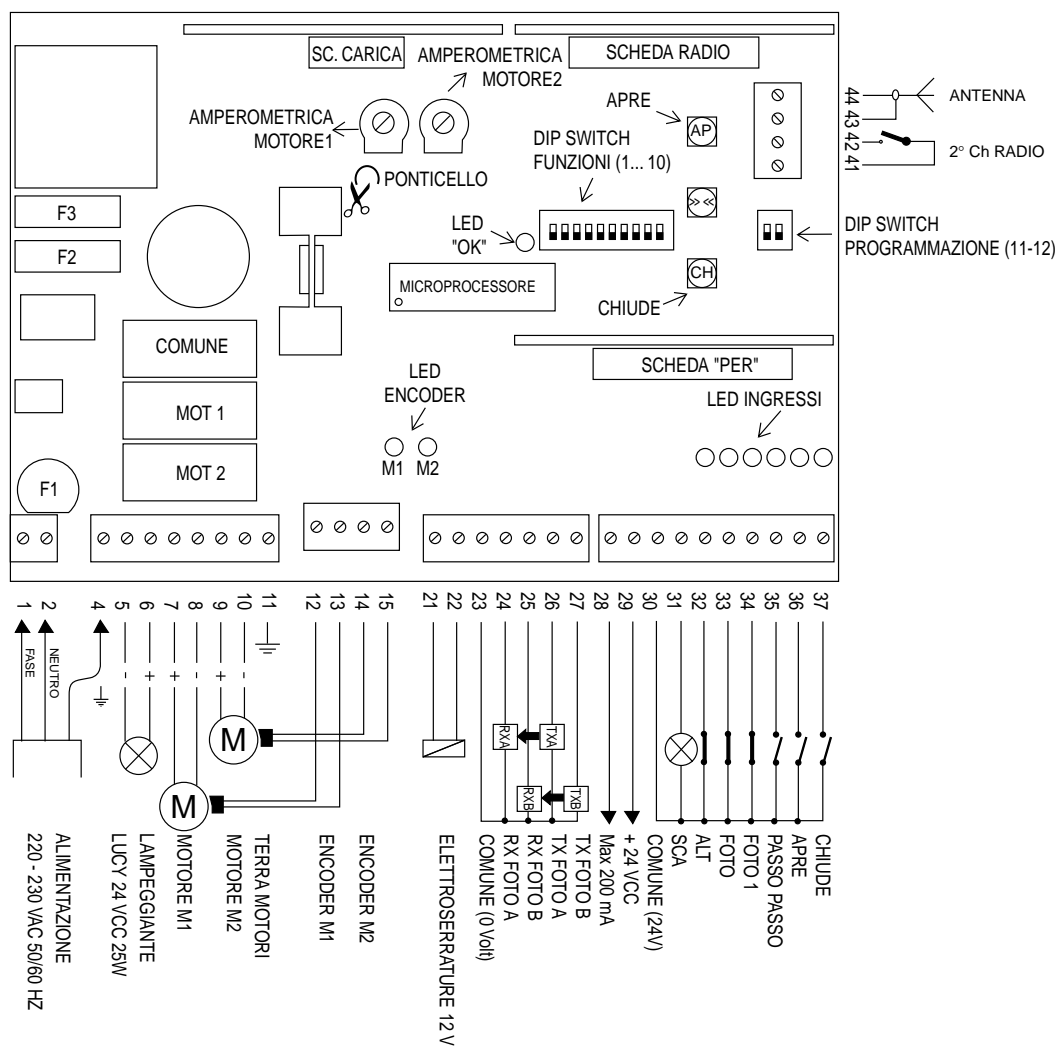 SC. CARICA
AMPEROMETRICA
MOTORE2
SCHEDA RADIO
AMPEROMETRICA
MOTORE1
APRE
AP
44
43
42
41
ANTENNA
2° Ch RADIO
DIP SWITCH
FUNZIONI (1... 10)
PONTICELLO
>> <<
LED
"OK"
DIP SWITCH
PROGRAMMAZIONE (11-12)
F3
F2
MICROPROCESSORE
CH
CHIUDE
COMUNE
SCHEDA "PER"
LED
ENCODER
LED INGRESSI
MOT 1
M1 M2
MOT 2
F1
1 2 4 5 6 7 8 9 10 11 12 13 14 15 21 22 23 24 25 26 27 28 29 30 31 32 33 34 35 36 37
FASE
NEUTRO
- + + - + -
M
M
RXA
TXA
RXB
TXB
ALIMENTAZIONE
220 - 230 VAC 50/60 HZ
LAMPEGGIANTE
LUCY 24 VCC 25W
MOTORE M1
MOTORE M2
TERRA MOTORI
ENCODER M1
ENCODER M2
ELETTROSERRATURE 12 V
COMUNE (0 Volt)
RX FOTO A
RX FOTO B
TX FOTO A
TX FOTO B
Max 200 mA
+ 24 VCC
COMUNE (24V)
SCA
ALT
FOTO
FOTO 1
PASSO PASSO
APRE
CHIUDE